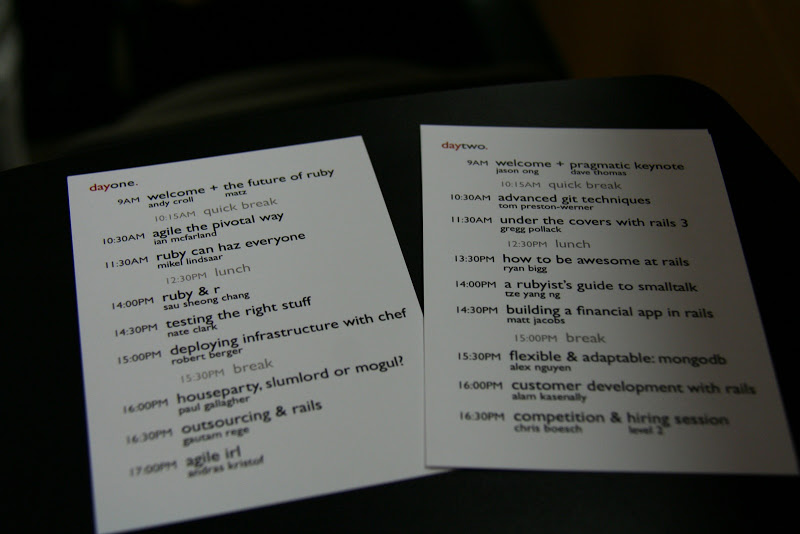 dayone.
9AM welcome + the future of ruby
andy croll matz
10:15AM quick break
10:30AM agile the pivotal way
ian mcfarland
11:30AM ruby can haz everyone
mikel lindsaar
12:30PM lunch
14:00PM ruby & r
sau sheong chang
14:30PM testing the right stuff
nate clark
15:00PM deploying infrastructure with chef
robert berger
15:30PM break
16:00PM houseparty, slumlord or mogul?
paul gallagher
16:30PM outsourcing & rails
gautam rege
17:00PM agile irl
andras kristof
daytwo.
9AM welcome + pragmatic keynote
jason ong dave thomas
10:15AM quick break
10:30AM advanced git techniques
tom preston-werner
11:30AM under the covers with rails 3
gregg pollack
12:30PM lunch
13:30PM how to be awesome at rails
ryan bigg
14:00PM a rubyist's guide to smalltalk
tze yang ng
14:30PM building a financial app in rails
matt jacobs
15:00PM break
15:30PM flexible & adaptable: mongodb
alex nguyen
16:00PM customer development with rails
alam kasenally
16:30PM competition & hiring session
chris boesch level 2